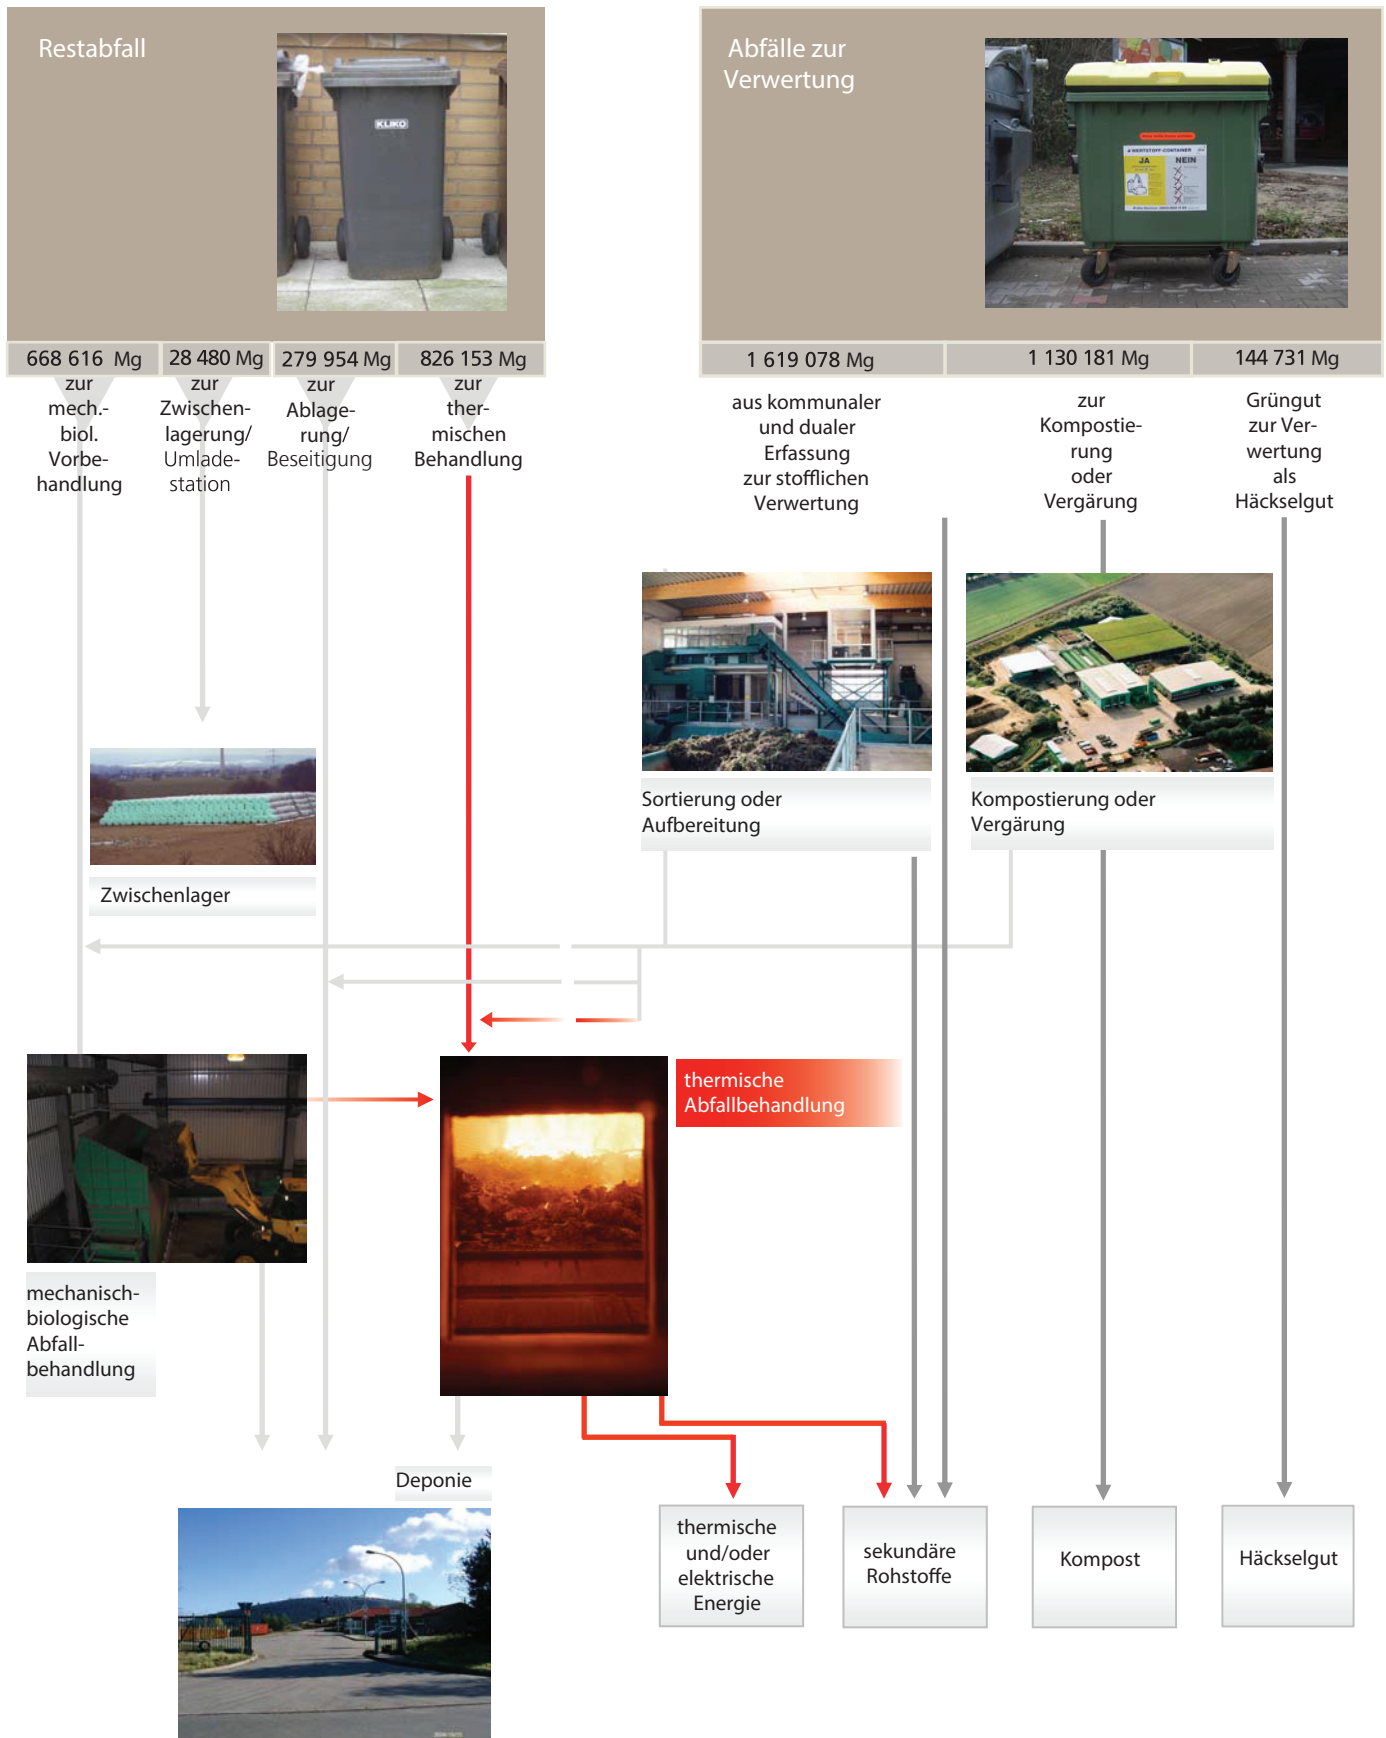 Restabfall
KLIKO
Abfälle zur
Verwertung
WERTSTOFF-CONTAINER
JA
NEIN
668 616 Mg
28 480 Mg
279 954 Mg
826 153 Mg
1 619 078 Mg
1 130 181 Mg
144 731 Mg
zur
mech.-
biol.
Vorbe-
handlung
zur
Zwischen-
lagerung/
Umlade-
station
zur
Ablage-
rung/
Beseitigung
zur
ther-
mischen
Behandlung
aus kommunaler
und dualer
Erfassung
zur stofflichen
Verwertung
zur
Kompostie-
rung
oder
Vergärung
Grüngut
zur Ver-
wertung
als
Häckselgut
Sortierung oder
Aufbereitung
Kompostierung oder
Vergärung
Zwischenlager
thermische
Abfallbehandlung
mechanisch-
biologische
Abfall-
behandlung
Deponie
thermische
und/oder
elektrische
Energie
sekundäre
Rohstoffe
Kompost
Häckselgut